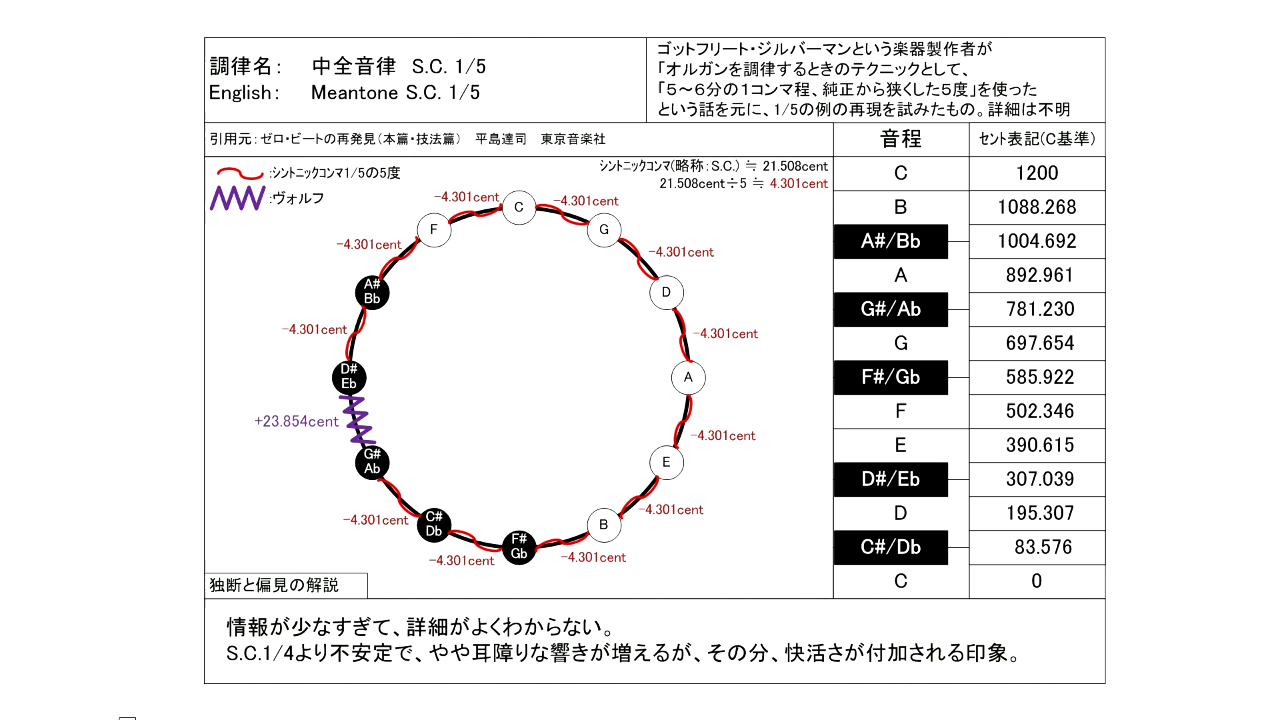 調律名： 中全音律 S.C. 1/5
English： Meantone S.C. 1/5
ゴットフリート・ジルバーマンという楽器製作者が
「オルガンを調律するときのテクニックとして、
「５～６分の１コンマ程、純正から狭くした５度」を使った
という話を元に、1/5の例の再現を試みたもの。詳細は不明
引用元：ゼロ・ビートの再発見（本篇・技法篇） 平島達司 東京音楽社
音程
セント表記(C基準)
:シントニックコンマ1/5の5度
:ヴォルフ
シントニックコンマ(略称：S.C.) ≒ 21.508cent
21.508cent÷5 ≒ 4.301cent
-4.301cent
C
-4.301cent
G
-4.301cent
D
-4.301cent
A
-4.301cent
E
-4.301cent
B
-4.301cent
F#
Gb
-4.301cent
C#
Db
-4.301cent
G#
Ab
+23.854cent
D#
Eb
-4.301cent
A#
Bb
-4.301cent
F
C 1200
B 1088.268
A#/Bb 1004.692
A 892.961
G#/Ab 781.230
G 697.654
F#/Gb 585.922
F 502.346
E 390.615
D#/Eb 307.039
D 195.307
C#/Db 83.576
C 0
独断と偏見の解説
情報が少なすぎて、詳細がよくわからない。
S.C.1/4より不安定で、やや耳障りな響きが増えるが、その分、快活さが付加される印象。